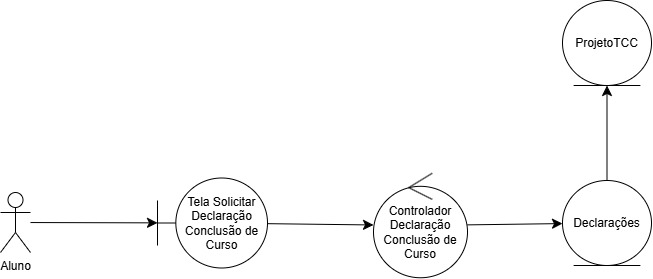 ProjetoTCC
Tela Solicitar
Declaração
Conclusão de
Curso
Controlador
Declaração
Conclusão de
Curso
Declarações
Aluno